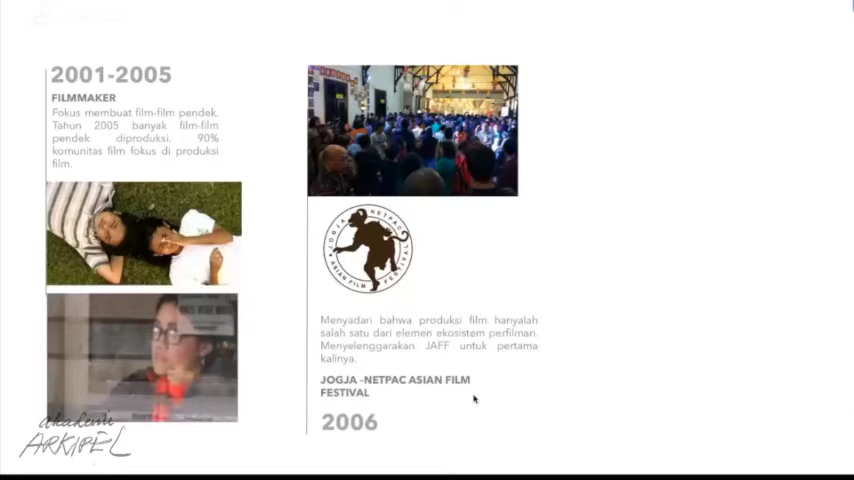 2001-2005
FILMMAKER
Fokus membuat film-film pendek.
Tahun 2005 banyak film-film
pendek diproduksi, 90%
komunitas film fokus di produksi
film.
akademi
ARKIPEL
JOGJA NETPAC
ASIAN FILM FESTIVAL
Menyadari bahwa produksi film hanyalah
salah satu dari elemen ekosistem perfilman.
Menyelenggarakan JAFF untuk pertama
kalinya.
JOGJA -NETPAC ASIAN FILM
FESTIVAL
2006